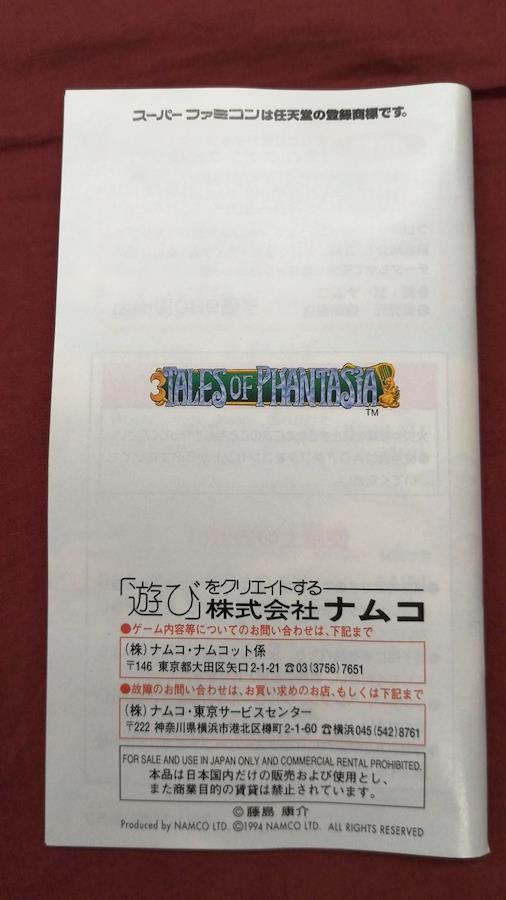 スーパーファミコンは任天堂の登録商標です。
TALES OF PHANTASIA
TM
「遊び」をクリエイトする
株式会社ナムコ
●ゲーム内容等についてのお問い合わせは、下記まで
(株)ナムコ・ナムコット係
〒146 東京都大田区矢口2-1-21 ☎03(3756)7651
●故障のお問い合わせは、お買い求めのお店、もしくは下記まで
(株)ナムコ・東京サービスセンター
〒222 神奈川県横浜市港北区樽町2-1-60 ☎横浜045(542)8761
FOR SALE AND USE IN JAPAN ONLY AND COMMERCIAL RENTAL PROHIBITED.
本品は日本国内だけの販売および使用とし、
また商業目的の賃貸は禁止されています。
©藤島 康介
Produced by NAMCO LTD. ©1994 NAMCO LTD. ALL RIGHTS RESERVED